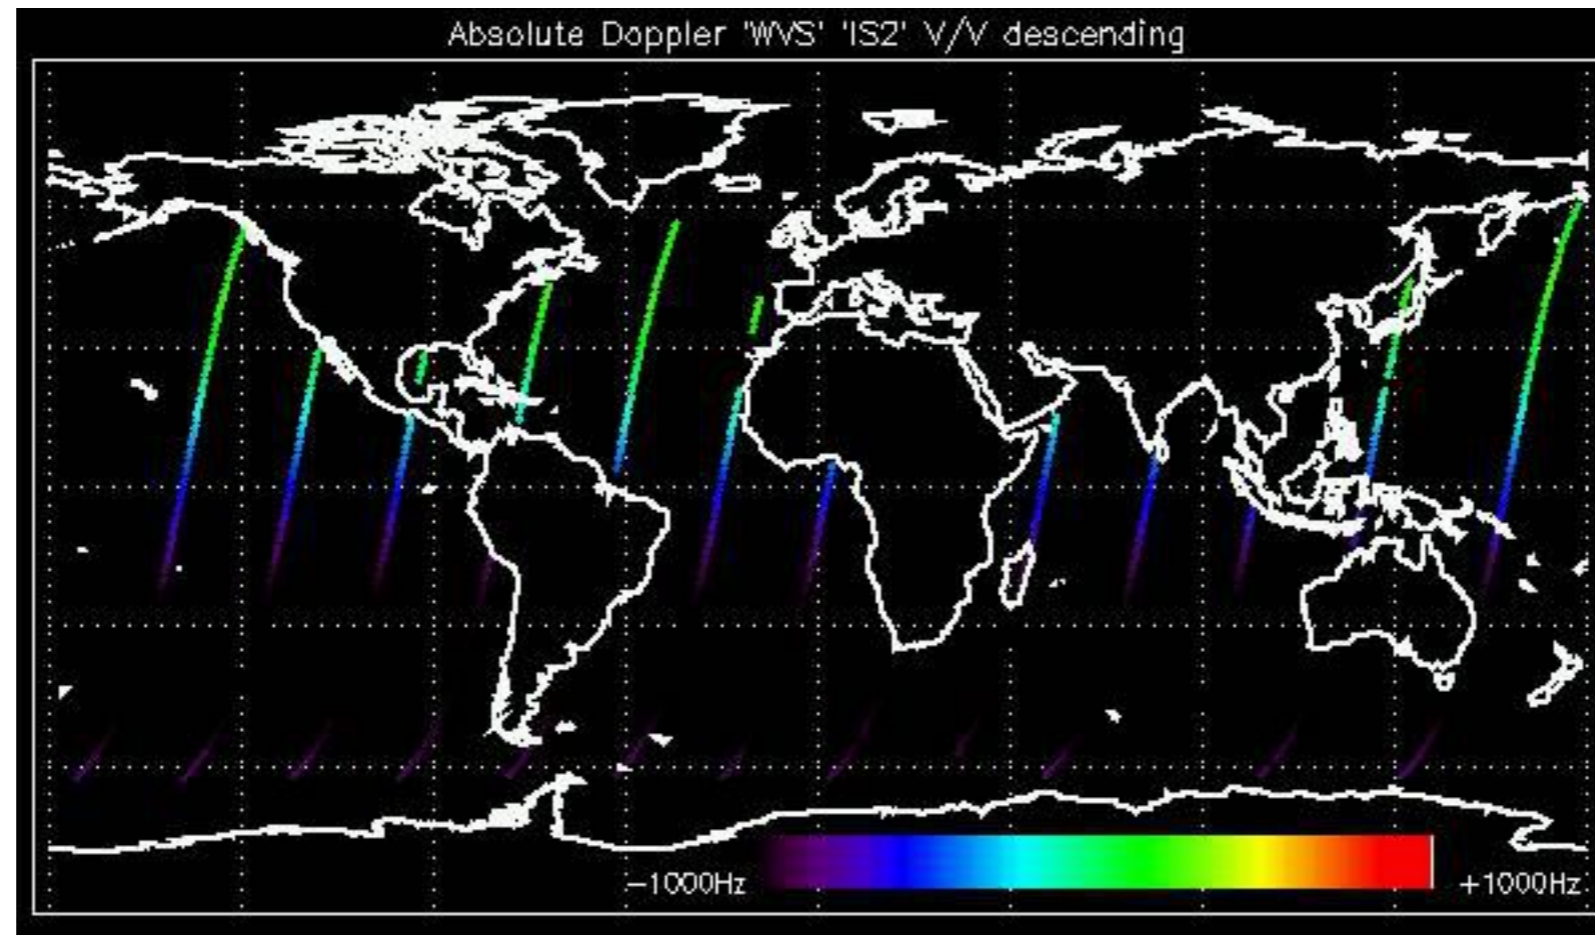 Absolute Doppler 'WVS' 'IS2' V/V descending
−1000Hz
+1000Hz